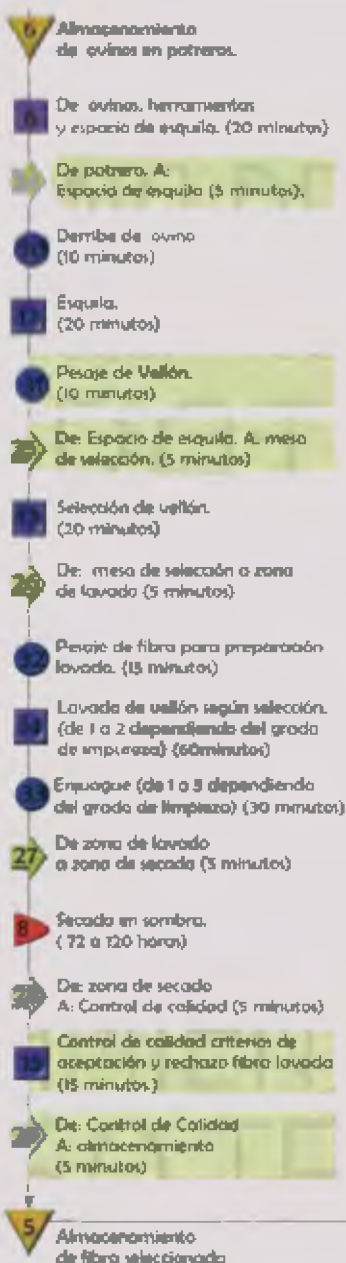 6
Almacenamiento
de ovinos en potreros.
De ovinos, herramientas
y espacio de esquila. (20 minutos)
De potrero. A:
Espacio de esquila (5 minutos).
Derribe de ovino
(10 minutos)
Esquila.
(20 minutos)
31
Pesaje de Vellón.
(10 minutos)
25
De: Espacio de esquila. A: mesa
de selección. (5 minutos)
Selección de vellón.
(20 minutos)
26
De: mesa de selección a zona
de lavado (5 minutos)
32
Pesaje de fibra para preparación
lavado. (15 minutos)
Lavado de vellón según selección.
(de 1 a 2 dependiendo del grado
de impureza) (60minutos)
33
Enjuague (de 1 a 3 dependiendo
del grado de limpieza) (30 minutos)
27
De zona de lavado
a zona de secado (5 minutos)
8
Secado en sombra.
( 72 a 120 horas)
De: zona de secado
A: Control de calidad (5 minutos)
Control de calidad criterios de
aceptación y rechazo fibra lavada
(15 minutos)
De: Control de Calidad
A: almacenamiento
(5 minutos)
5
Almacenamiento
de fibra seleccionada